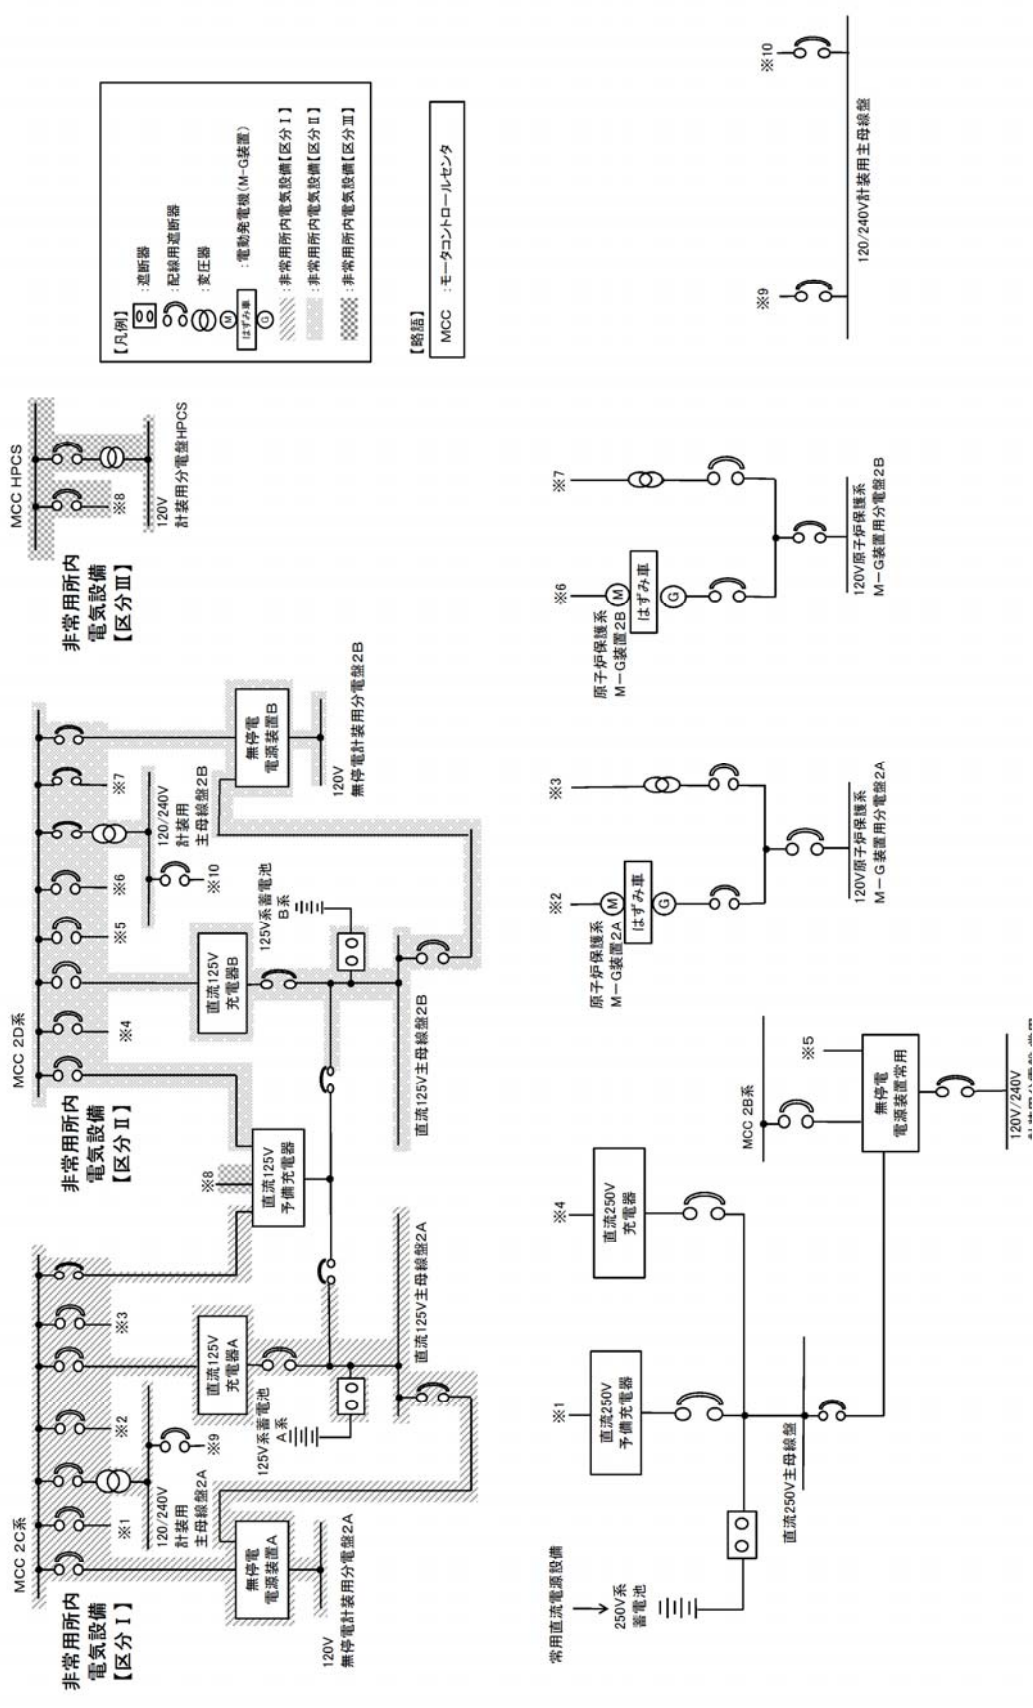 非常用所内
電気設備
【区分Ⅰ】
MCC 2C系
※1
※2
※3
120/240V
計装用
主母線盤2A
※9
無停電
電源装置A
120V
無停電計装用分電盤2A
直流125V
充電器A
125V系蓄電池
A系
直流125V主母線盤2A
※8
直流125V
予備充電器
非常用所内
電気設備
【区分Ⅱ】
MCC 2D系
※4
※5
※6
※7
直流125V
充電器B
125V系蓄電池
B系
120/240V
計装用
主母線盤2B
※10
無停電
電源装置B
120V
無停電計装用分電盤2B
直流125V主母線盤2B
非常用所内
電気設備
【区分Ⅲ】
MCC HPCS
※8
120V
計装用分電盤HPCS
【凡例】
:遮断器
:配線用遮断器
:変圧器
M
はずみ車
G
:電動発電機(M-G装置)
:非常用所内電気設備【区分Ⅰ】
:非常用所内電気設備【区分Ⅱ】
:非常用所内電気設備【区分Ⅲ】
【略語】
MCC :モータコントロールセンタ
常用直流電源設備
250V系
蓄電池
※1
直流250V
予備充電器
※4
直流250V
充電器
直流250V主母線盤
MCC 2B系
※5
無停電
電源装置常用
120V/240V
※2
原子炉保護系
M-G装置2A
M
はずみ車
G
※3
120V原子炉保護系
M-G装置用分電盤2A
※6
原子炉保護系
M-G装置2B
M
はずみ車
G
※7
120V原子炉保護系
M-G装置用分電盤2B
※9
※10
120/240V計装用主母線盤